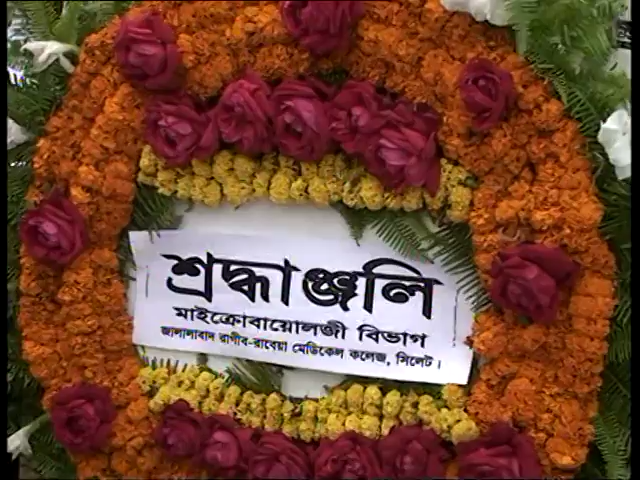 শ্রদ্ধাঞ্জলি
মাইক্রোবায়োলজী বিভাগ
জালালাবাদ রাগীব-রাবেয়া মেডিকেল কলেজ, সিলেট।